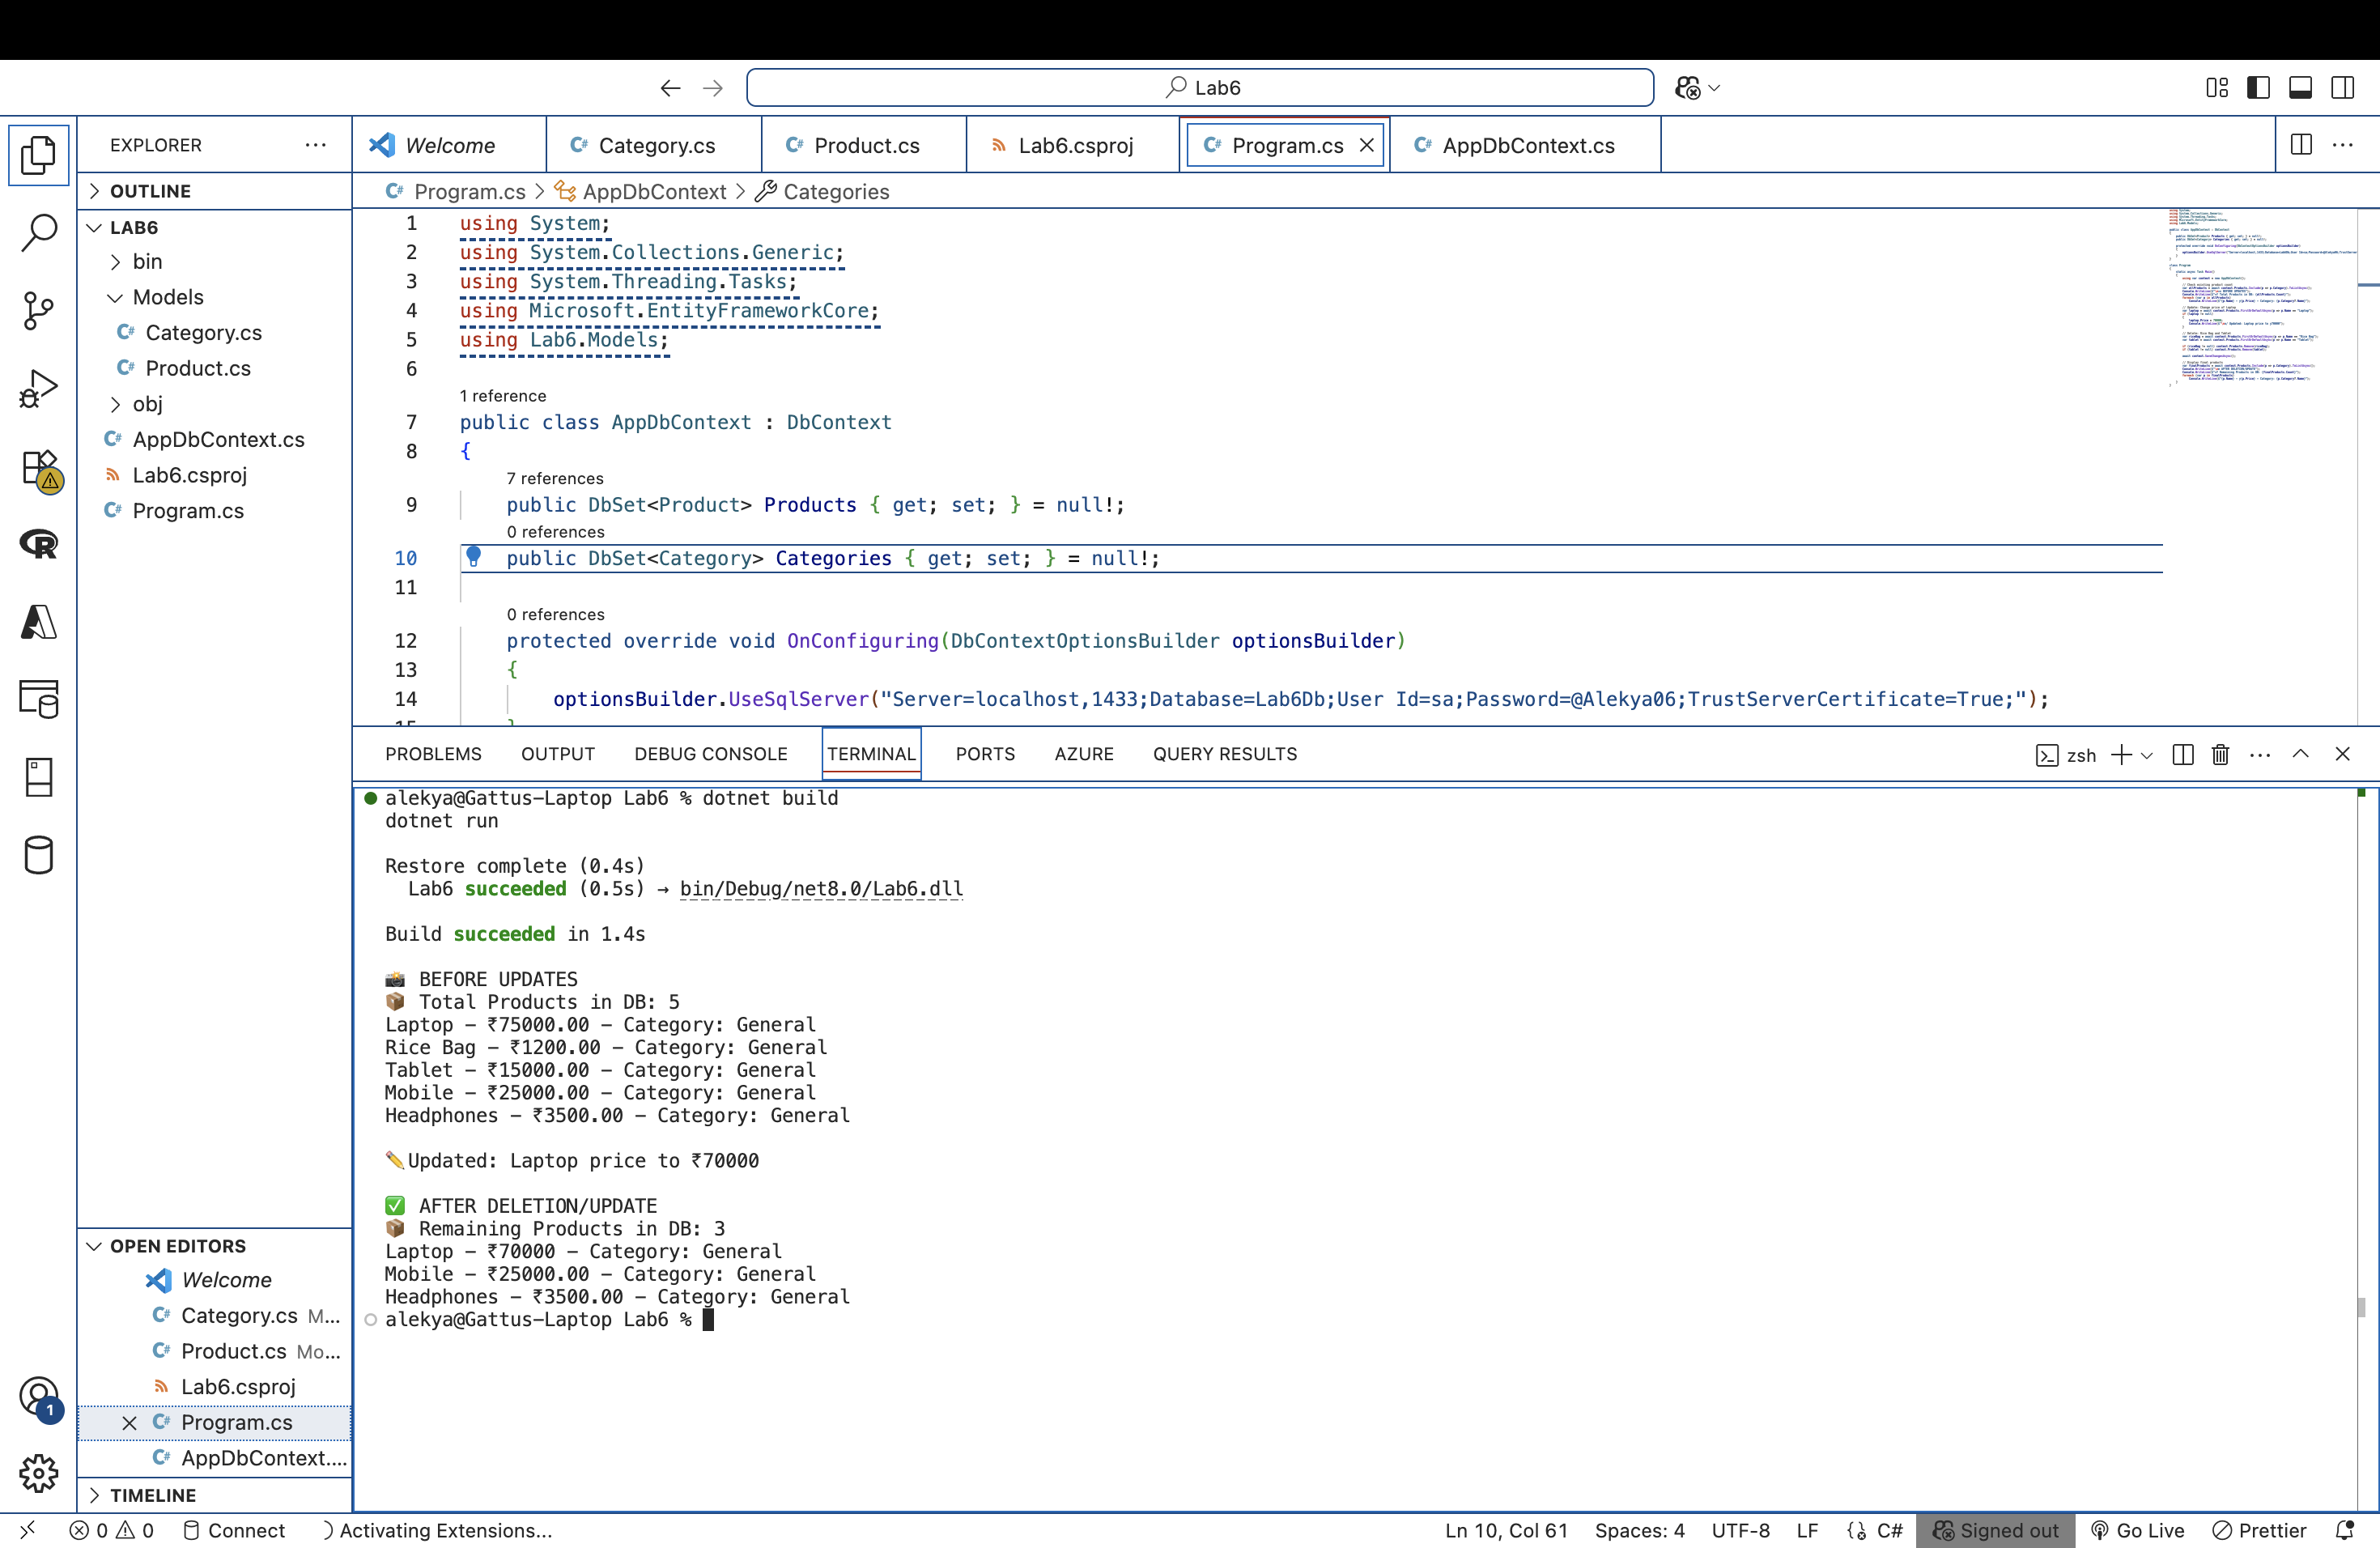 Lab6
EXPLORER
OUTLINE
LAB6
bin
Models
Category.cs
Product.cs
obj
AppDbContext.cs
Lab6.csproj
Program.cs
OPEN EDITORS
Welcome
Category.cs M...
Product.cs Mo...
Lab6.csproj
Program.cs
AppDbContext....
TIMELINE
Welcome
Category.cs
Product.cs
Lab6.csproj
Program.cs
AppDbContext.cs
Program.cs > AppDbContext > Categories
1 using System;
2 using System.Collections.Generic;
3 using System.Threading.Tasks;
4 using Microsoft.EntityFrameworkCore;
5 using Lab6.Models;
6
1 reference
7 public class AppDbContext : DbContext
8 {
7 references
9 public DbSet<Product> Products { get; set; } = null!;
0 references
10 public DbSet<Category> Categories { get; set; } = null!;
11
0 references
12 protected override void OnConfiguring(DbContextOptionsBuilder optionsBuilder)
13 {
14 optionsBuilder.UseSqlServer("Server=localhost,1433;Database=Lab6Db;User Id=sa;Password=@Alekya06;TrustServerCertificate=True;");
15 }
PROBLEMS OUTPUT DEBUG CONSOLE TERMINAL PORTS AZURE QUERY RESULTS
zsh
alekya@Gattus-Laptop Lab6 % dotnet build
dotnet run
Restore complete (0.4s)
Lab6 succeeded (0.5s) → bin/Debug/net8.0/Lab6.dll
Build succeeded in 1.4s
📸 BEFORE UPDATES
📦 Total Products in DB: 5
Laptop – ₹75000.00 – Category: General
Rice Bag – ₹1200.00 – Category: General
Tablet – ₹15000.00 – Category: General
Mobile – ₹25000.00 – Category: General
Headphones – ₹3500.00 – Category: General
✏️Updated: Laptop price to ₹70000
✅ AFTER DELETION/UPDATE
📦 Remaining Products in DB: 3
Laptop – ₹70000 – Category: General
Mobile – ₹25000.00 – Category: General
Headphones – ₹3500.00 – Category: General
alekya@Gattus-Laptop Lab6 %
1
0 0 Connect Activating Extensions...
Ln 10, Col 61 Spaces: 4 UTF-8 LF C# Signed out Go Live Prettier